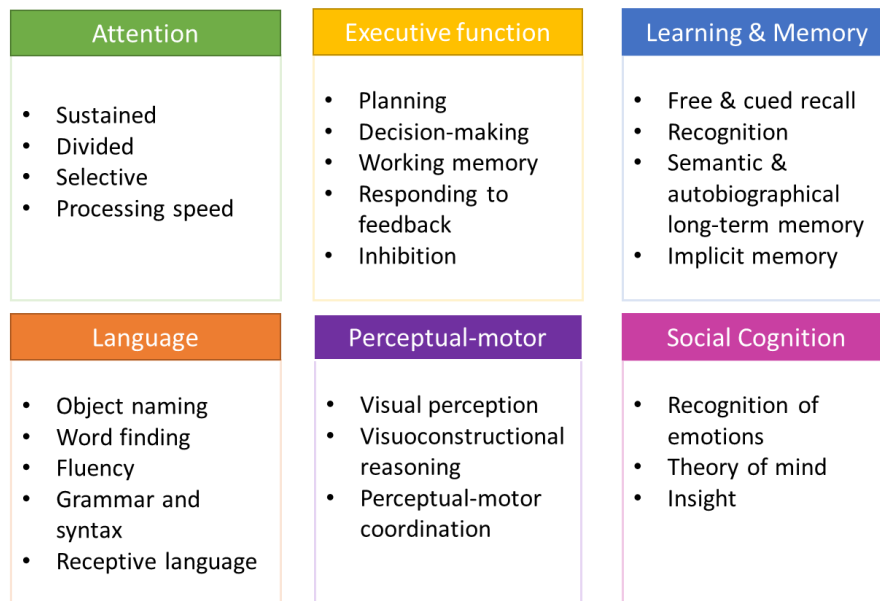 Attention
• Sustained
• Divided
• Selective
• Processing speed
Executive function
• Planning
• Decision-making
• Working memory
• Responding to
feedback
• Inhibition
Learning & Memory
• Free & cued recall
• Recognition
• Semantic &
autobiographical
long-term memory
• Implicit memory
Language
• Object naming
• Word finding
• Fluency
• Grammar and
syntax
• Receptive language
Perceptual-motor
• Visual perception
• Visuoconstructional
reasoning
• Perceptual-motor
coordination
Social Cognition
• Recognition of
emotions
• Theory of mind
• Insight